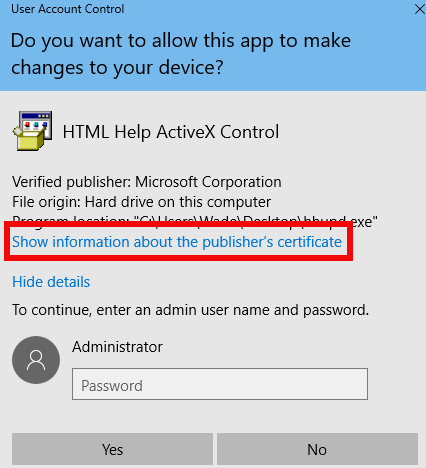 User Account Control
Do you want to allow this app to make
changes to your device?
HTML Help ActiveX Control
Verified publisher: Microsoft Corporation
File origin: Hard drive on this computer
Program location: "C:\Users\Wade\Desktop\hhupd.exe"
Show information about the publisher's certificate
Hide details
To continue, enter an admin user name and password.
Administrator
Password
Yes
No